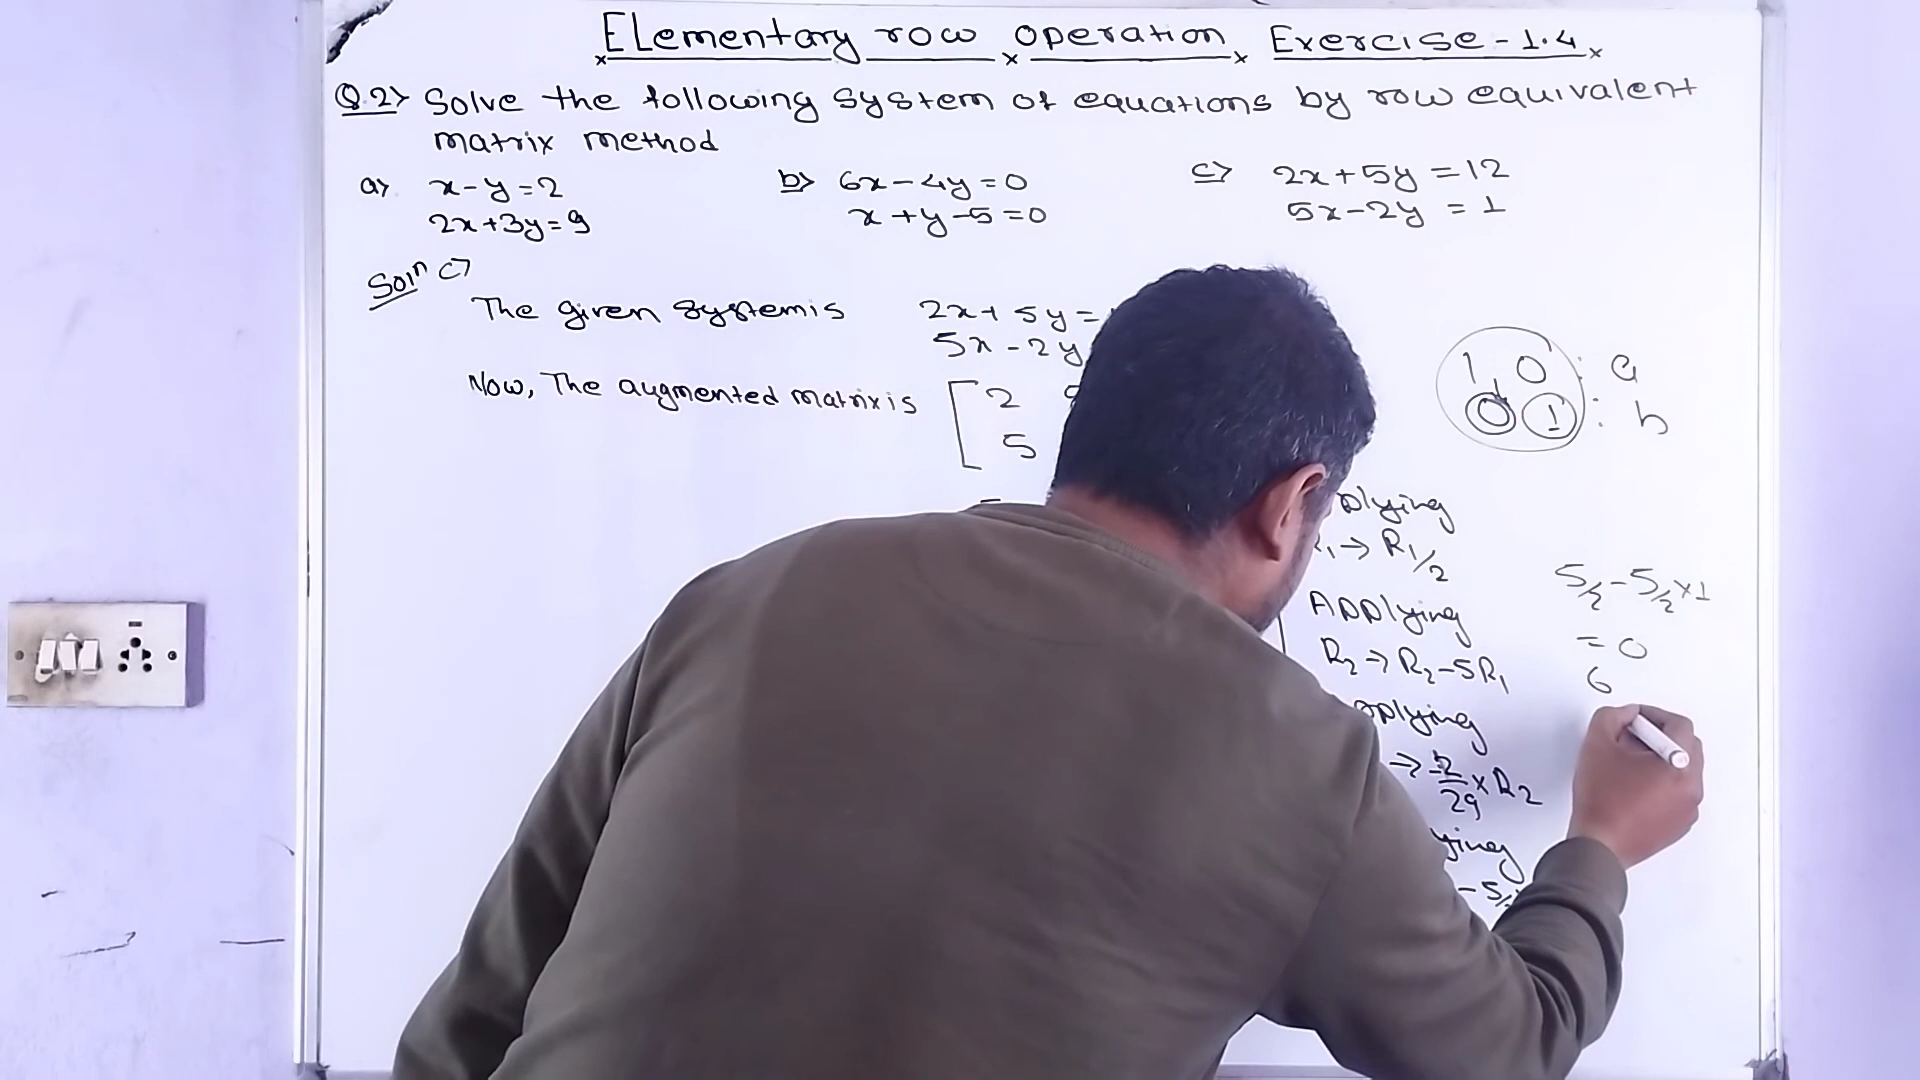 Elementary row operation Exercise-1.4
Q.2> Solve the following system of equations by row equivalent
matrix method
a> x-y=2
2x+3y=9
b> 6x-4y=0
x+y-5=0
c> 2x+5y=12
5x-2y=1
Soln c>
The given system is 2x+5y=
5x-2y
Now, The augmented matrix is [2
5
1 0 : a
0 1 : b
plying
→ R1/2
Applying
R2→R2-5R1
pplying
→ -2/29×R2
ying
-5/
5/2-5/2×1
=0
6